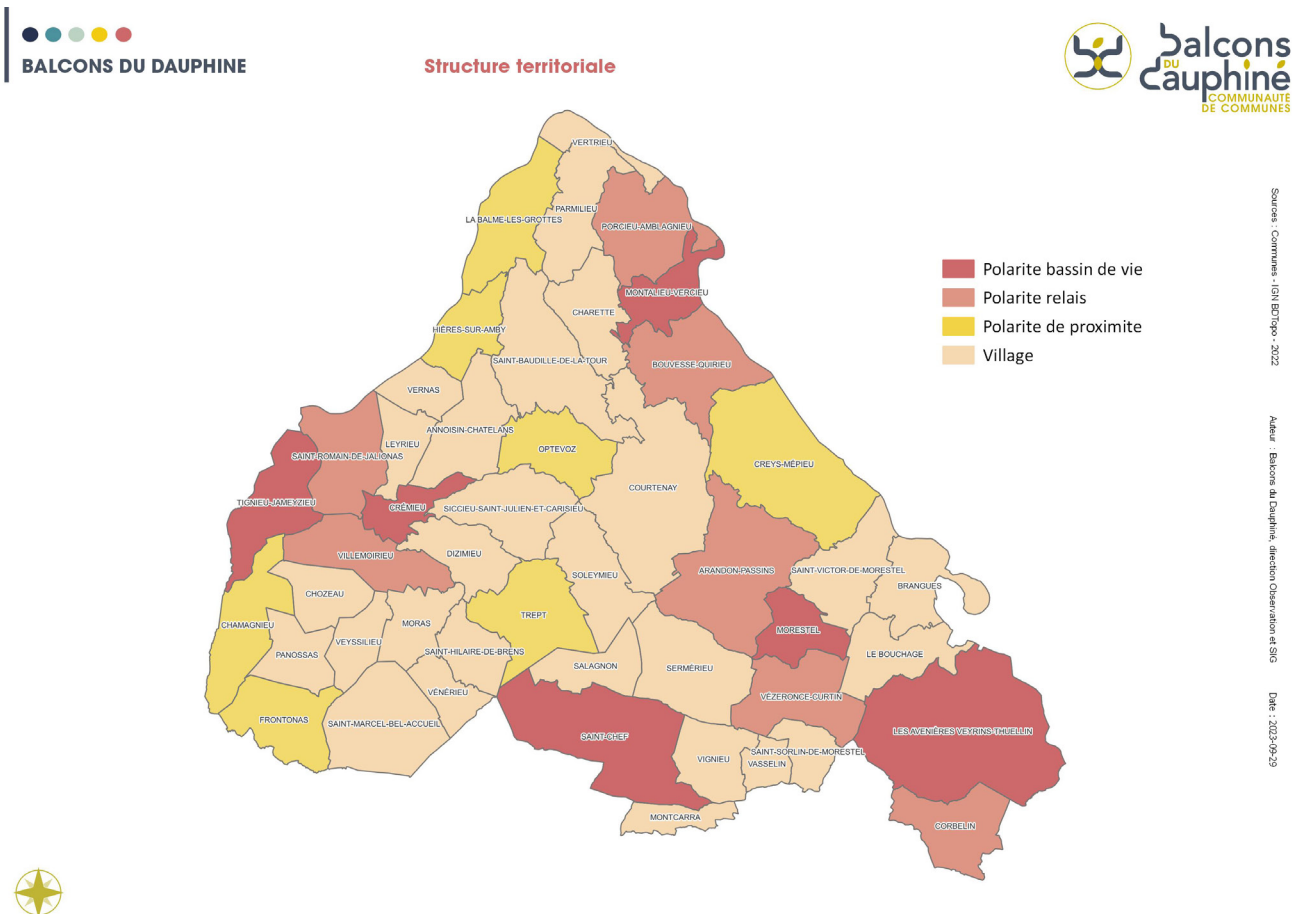 BALCONS DU DAUPHINE
Structure territoriale
balcons
DU
dauphiné
COMMUNAUTÉ
DE COMMUNES
VERTRIEU
PARMILIEU
LA BALME-LES-GROTTES
PORCIEU-AMBLAGNIEU
MONTALIEU-VERCIEU
CHARETTE
HIÈRES-SUR-AMBY
SAINT-BAUDILLE-DE-LA-TOUR
BOUVESSE-QUIRIEU
VERNAS
ANNOISIN-CHATELANS
LEYRIEU
OPTEVOZ
SAINT-ROMAIN-DE-JALIONAS
CREYS-MÉPIEU
COURTENAY
TIGNIEU-JAMEYZIEU
CRÉMIEU
SICCIEU-SAINT-JULIEN-ET-CARISIEU
VILLEMOIRIEU
DIZIMIEU
SOLEYMIEU
ARANDON-PASSINS
SAINT-VICTOR-DE-MORESTEL
BRANGUES
CHOZEAU
TREPT
CHAMAGNIEU
MORAS
MORESTEL
VEYSSILIEU
PANOSSAS
SAINT-HILAIRE-DE-BRENS
LE BOUCHAGE
SALAGNON
SERMÉRIEU
VÉNÉRIEU
VÉZERONCE-CURTIN
FRONTONAS
SAINT-MARCEL-BEL-ACCUEIL
SAINT-CHEF
LES AVENIÈRES VEYRINS-THUELLIN
SAINT-SORLIN-DE-MORESTEL
VIGNIEU
VASSELIN
MONTCARRA
CORBELIN
Polarite bassin de vie
Polarite relais
Polarite de proximite
Village
Sources : Communes - IGN BDTopo - 2022
Auteur : Balcons du Dauphiné, direction Observation et SIG
Date : 2023-09-29